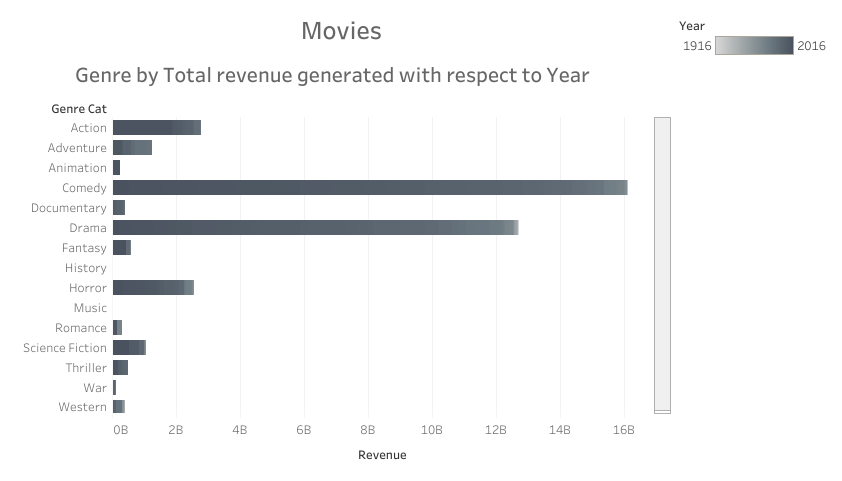 Movies
Year
1916 2016
Genre by Total revenue generated with respect to Year
Genre Cat
Action
Adventure
Animation
Comedy
Documentary
Drama
Fantasy
History
Horror
Music
Romance
Science Fiction
Thriller
War
Western
0B 2B 4B 6B 8B 10B 12B 14B 16B
Revenue